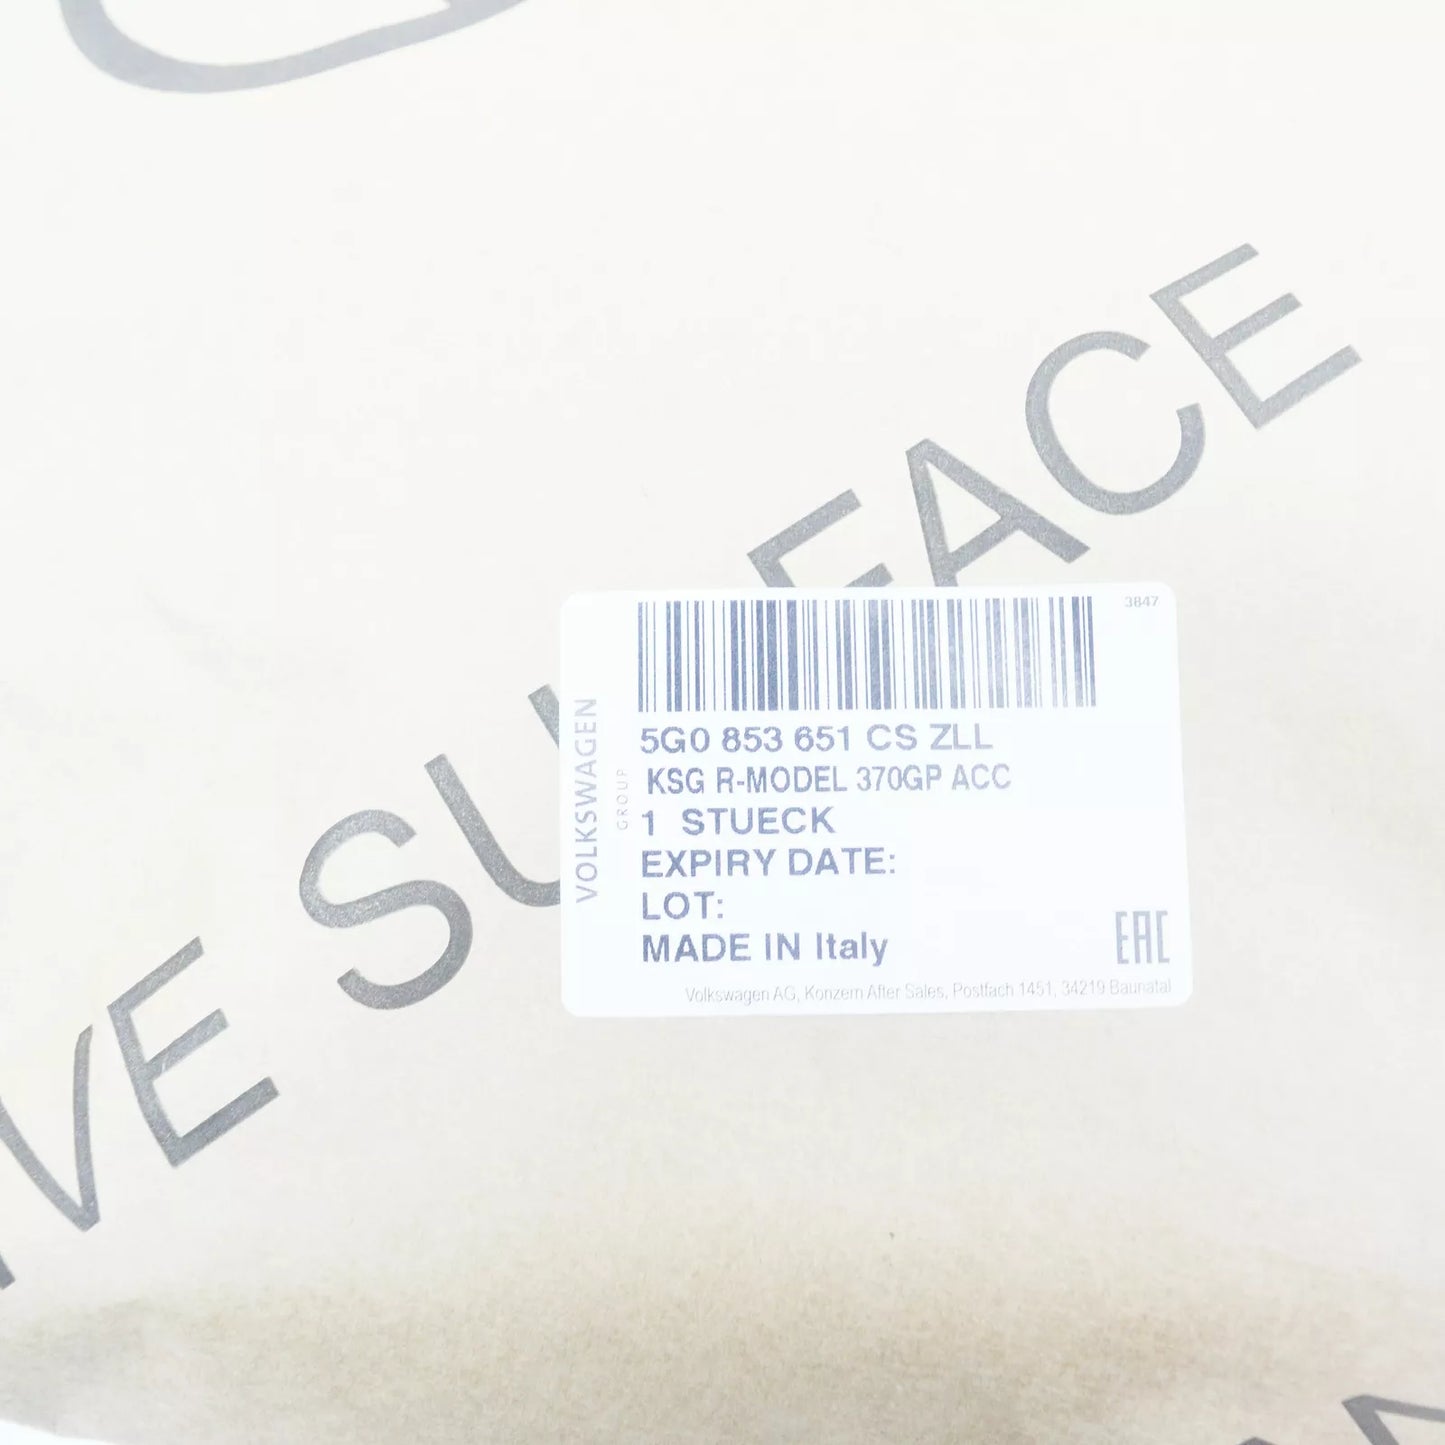 IVE SU FACE
3847
VOLKSWAGEN
GROUP
5G0 853 651 CS ZLL
KSG R-MODEL 370GP ACC
1 STUECK
EXPIRY DATE:
LOT:
MADE IN Italy
EAC
Volkswagen AG, Konzern After Sales, Postfach 1451, 34219 Baunatal